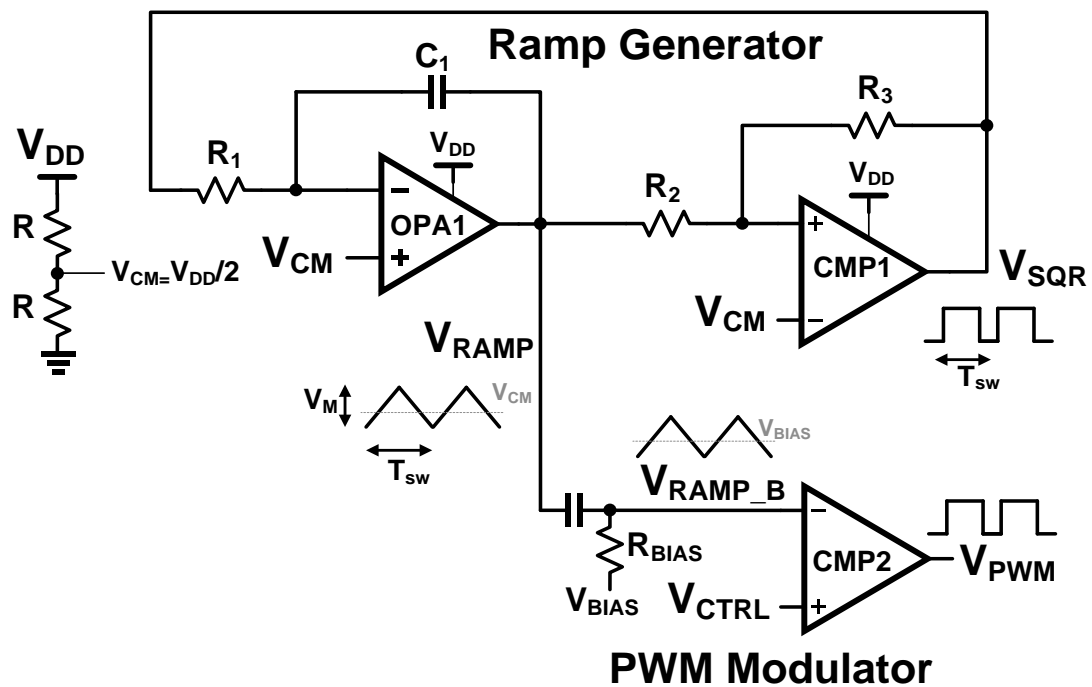 Ramp Generator
C1
R3
VDD
R1
VDD
R2
VDD
R
OPA1
CMP1
VCM
VCM=VDD/2
R
VCM
VSQR
Tsw
VRAMP
VM
VCM
Tsw
VBIAS
VRAMP_B
RBIAS
CMP2
VPWM
VBIAS
VCTRL
PWM Modulator